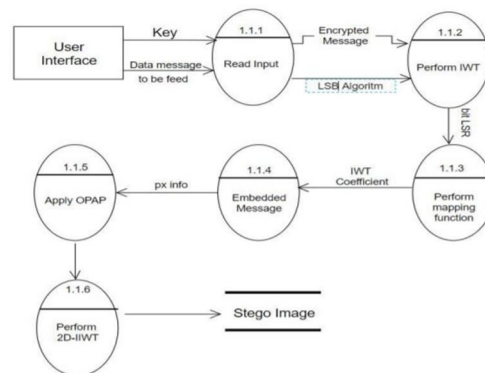 User
Interface
Key
Data message
to be feed
1.1.1
Read Input
Encrypted
Message
LSB Algoritm
1.1.2
Perform IWT
bit LSR
1.1.3
Perform
mapping
function
IWT
Coefficient
1.1.4
Embedded
Message
px info
1.1.5
Apply OPAP
1.1.6
Perform
2D-IIWT
Stego Image